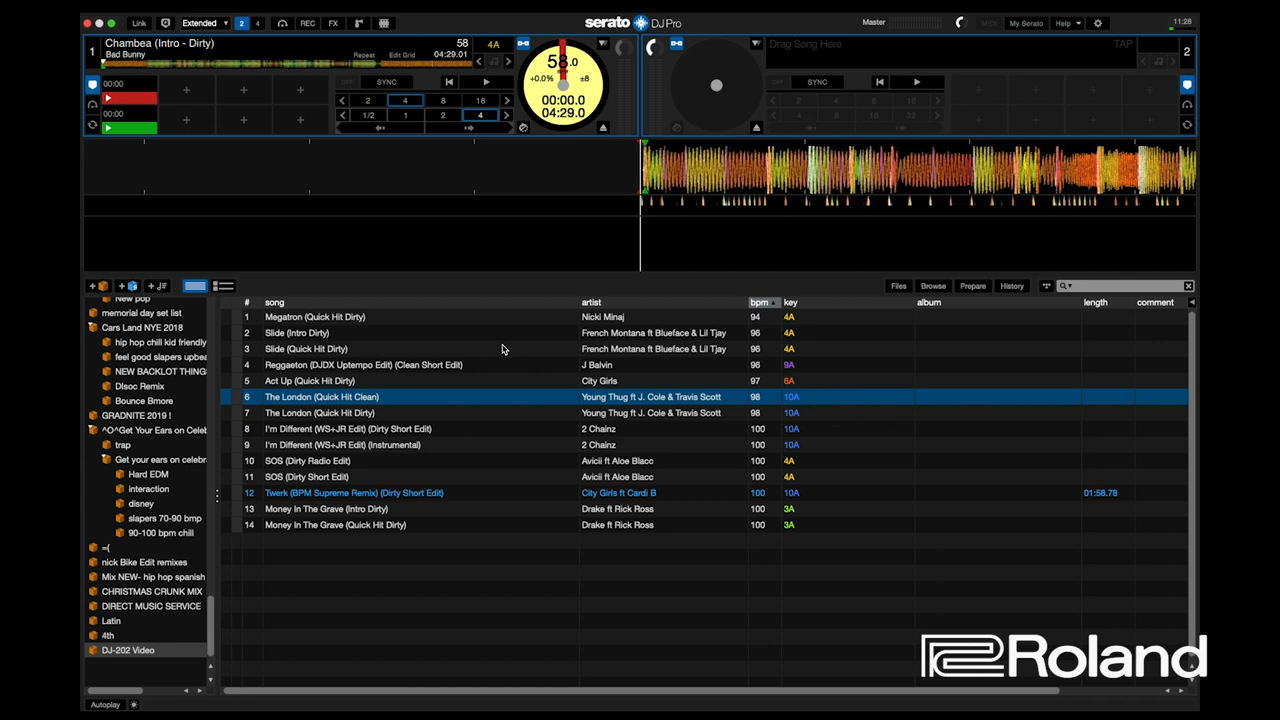 Link Extended 2 4 REC FX serato DJ Pro Master MIDI My Serato Help 11:28
1 Chambea (Intro - Dirty) 58 4A
Bad Bunny Repeat Edit Grid 04:29.01
Drag Song Here TAP 2
00:00
00:00
SYNC
2 4 8 16
1/2 1 2 4
58.0
+0.0% ±8
00:00.0
04:29.0
SYNC
2 4 8 16
4 8 16 32
Files Browse Prepare History
# song artist bpm key album length comment
1 Megatron (Quick Hit Dirty) Nicki Minaj 94 4A
2 Slide (Intro Dirty) French Montana ft Blueface & Lil Tjay 96 4A
3 Slide (Quick Hit Dirty) French Montana ft Blueface & Lil Tjay 96 4A
4 Reggaeton (DJDX Uptempo Edit) (Clean Short Edit) J Balvin 96 9A
5 Act Up (Quick Hit Dirty) City Girls 97 6A
6 The London (Quick Hit Clean) Young Thug ft J. Cole & Travis Scott 98 10A
7 The London (Quick Hit Dirty) Young Thug ft J. Cole & Travis Scott 98 10A
8 I'm Different (WS+JR Edit) (Dirty Short Edit) 2 Chainz 100 10A
9 I'm Different (WS+JR Edit) (Instrumental) 2 Chainz 100 10A
10 SOS (Dirty Radio Edit) Avicii ft Aloe Blacc 100 4A
11 SOS (Dirty Short Edit) Avicii ft Aloe Blacc 100 4A
12 Twerk (BPM Supreme Remix) (Dirty Short Edit) City Girls ft Cardi B 100 10A 01:58.78
13 Money In The Grave (Intro Dirty) Drake ft Rick Ross 100 3A
14 Money In The Grave (Quick Hit Dirty) Drake ft Rick Ross 100 3A
New pop
memorial day set list
Cars Land NYE 2018
hip hop chill kid friendly
feel good slapers upbea
NEW BACKLOT THING
DIsoc Remix
Bounce Bmore
GRADNITE 2019 !
^O^Get Your Ears on Celeb
trap
Get your ears on celebra
Hard EDM
interaction
disney
slapers 70-90 bmp
90-100 bpm chill
=(
nick Bike Edit remixes
Mix NEW- hip hop spanish
CHRISTMAS CRUNK MIX
DIRECT MUSIC SERVICE
Latin
4th
DJ-202 Video
Autoplay
Roland